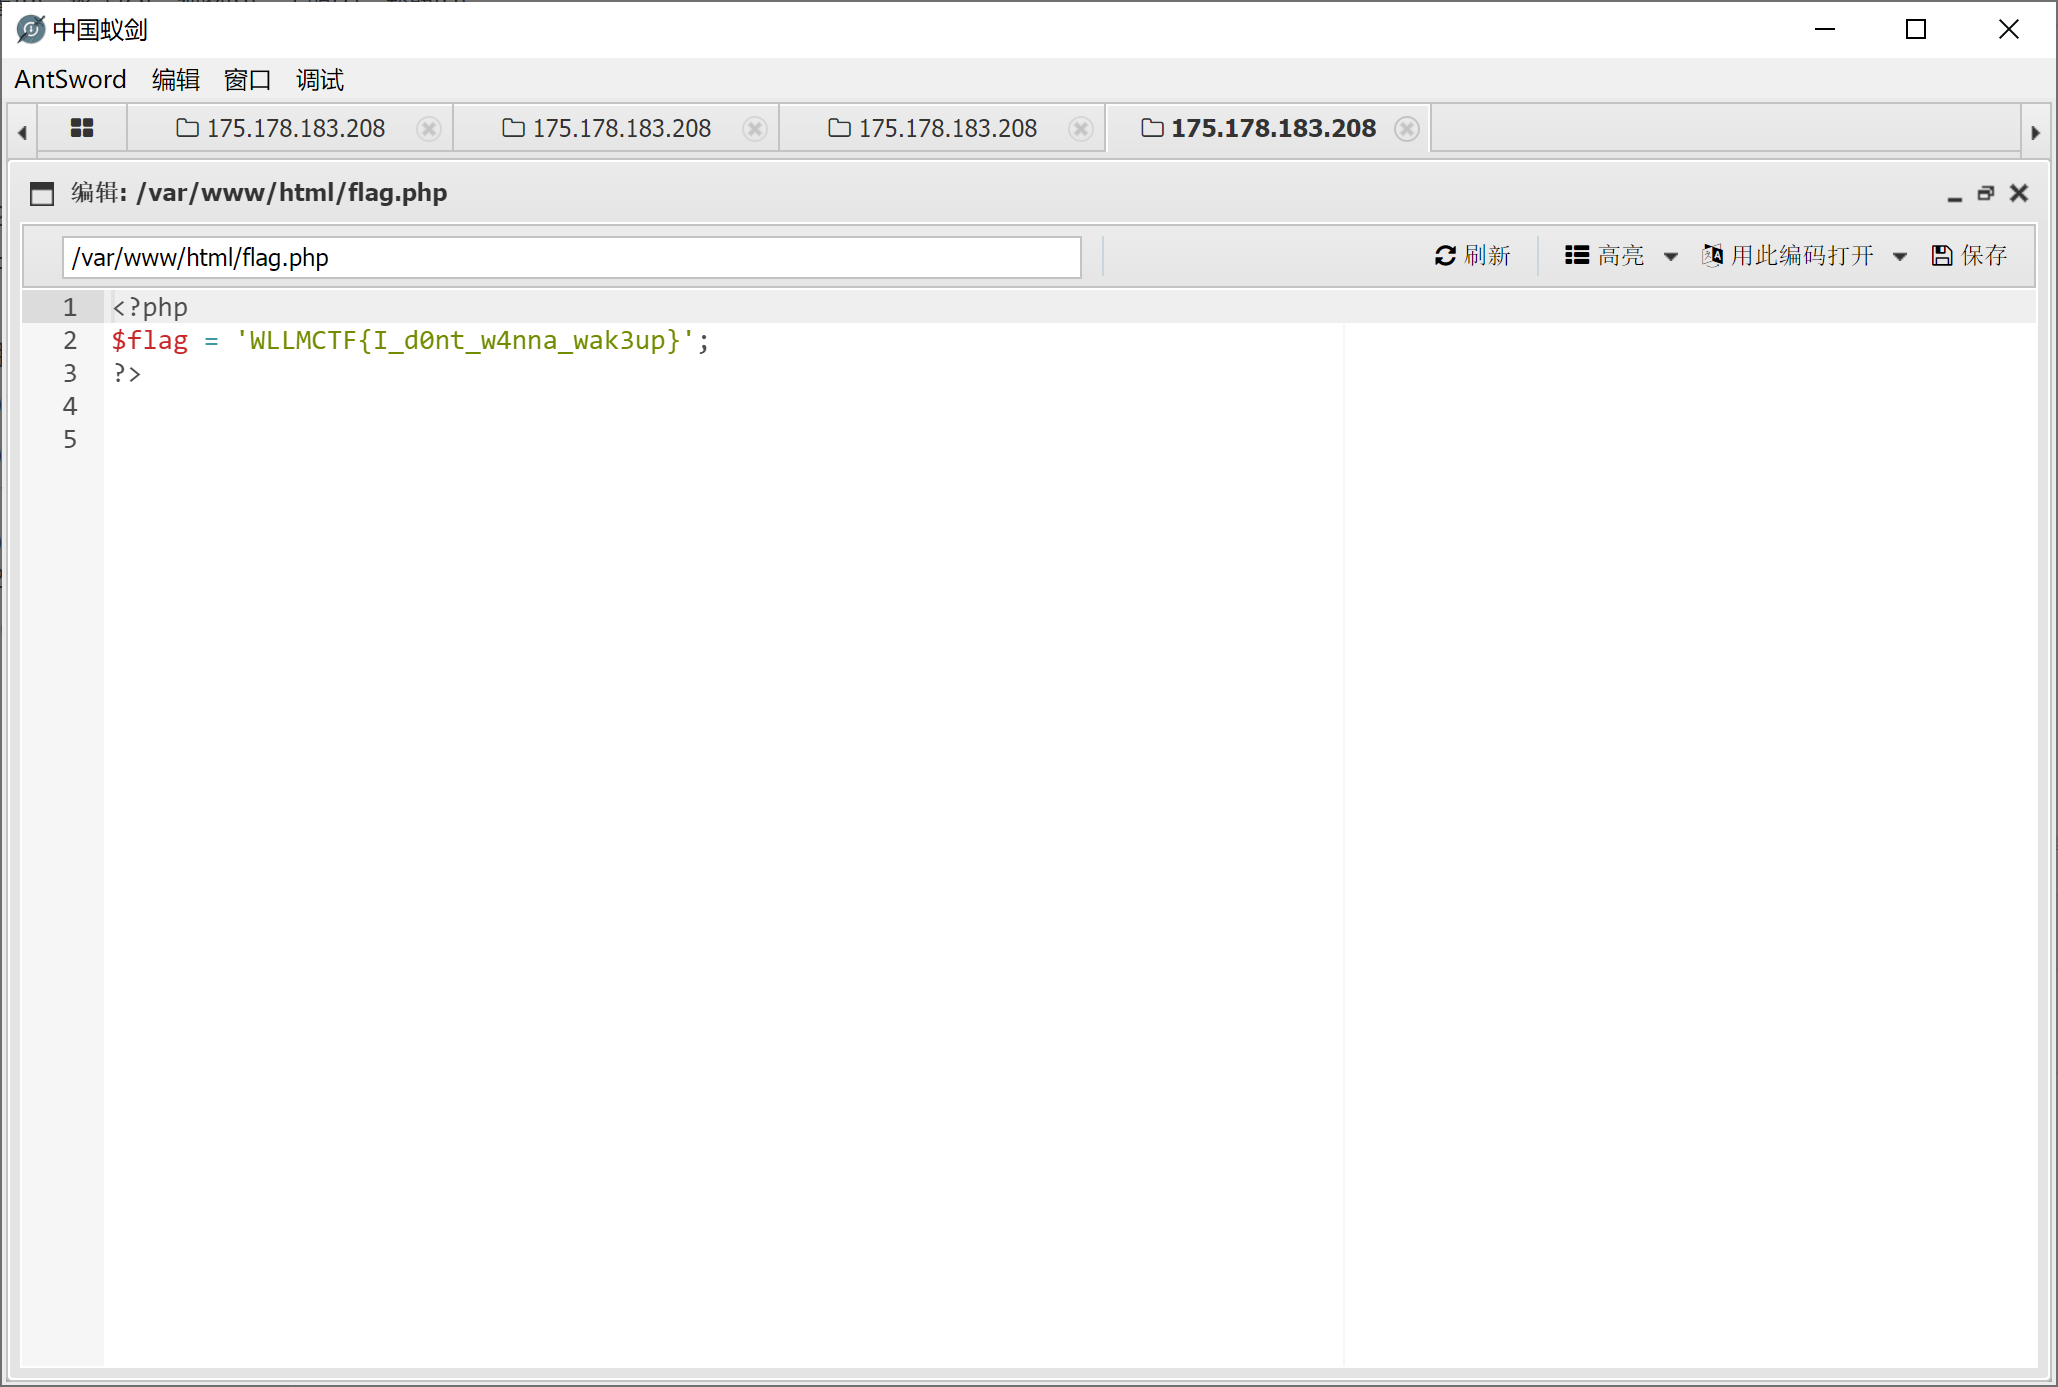 中国蚁剑
AntSword 编辑 窗口 调试
175.178.183.208 175.178.183.208 175.178.183.208 175.178.183.208
编辑: /var/www/html/flag.php
/var/www/html/flag.php 刷新 高亮 用此编码打开 保存
1 <?php
2 $flag = 'WLLMCTF{I_d0nt_w4nna_wak3up}';
3 ?>
4
5